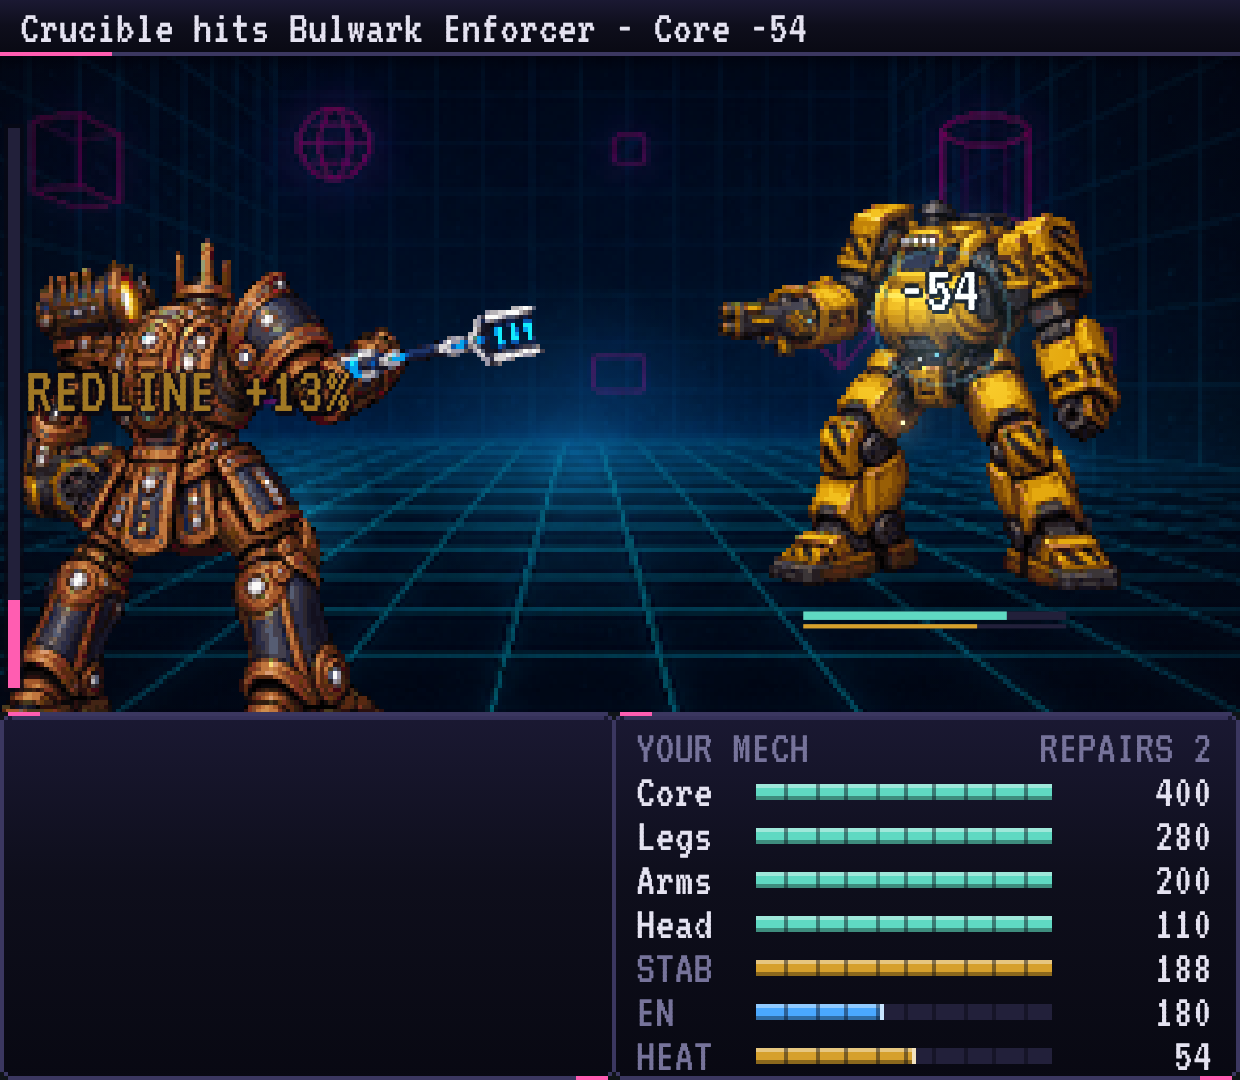 Crucible hits Bulwark Enforcer - Core -54
-54
REDLINE +13%
YOUR MECH REPAIRS 2
Core 400
Legs 280
Arms 200
Head 110
STAB 188
EN 180
HEAT 54